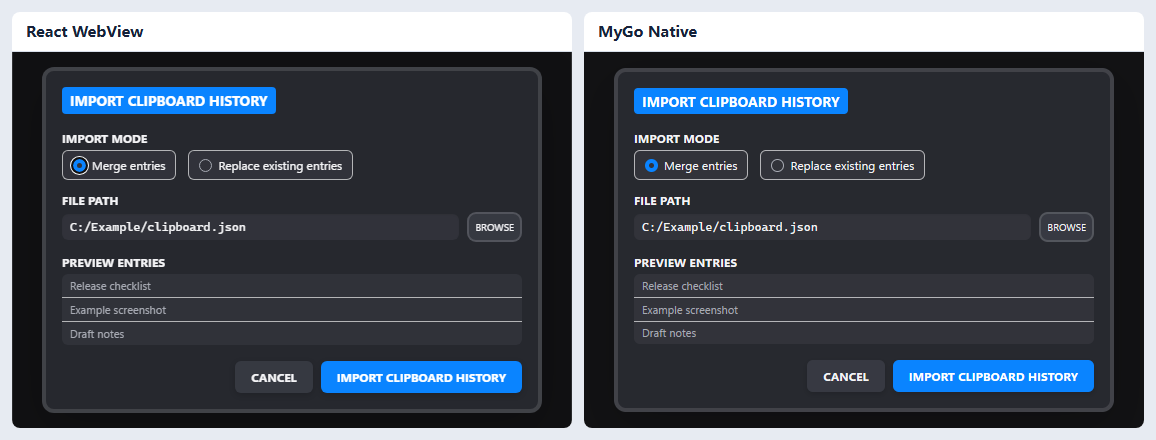 React WebView
IMPORT CLIPBOARD HISTORY
IMPORT MODE
Merge entries
Replace existing entries
FILE PATH
C:/Example/clipboard.json
BROWSE
PREVIEW ENTRIES
Release checklist
Example screenshot
Draft notes
CANCEL
IMPORT CLIPBOARD HISTORY
MyGo Native
IMPORT CLIPBOARD HISTORY
IMPORT MODE
Merge entries
Replace existing entries
FILE PATH
C:/Example/clipboard.json
BROWSE
PREVIEW ENTRIES
Release checklist
Example screenshot
Draft notes
CANCEL
IMPORT CLIPBOARD HISTORY